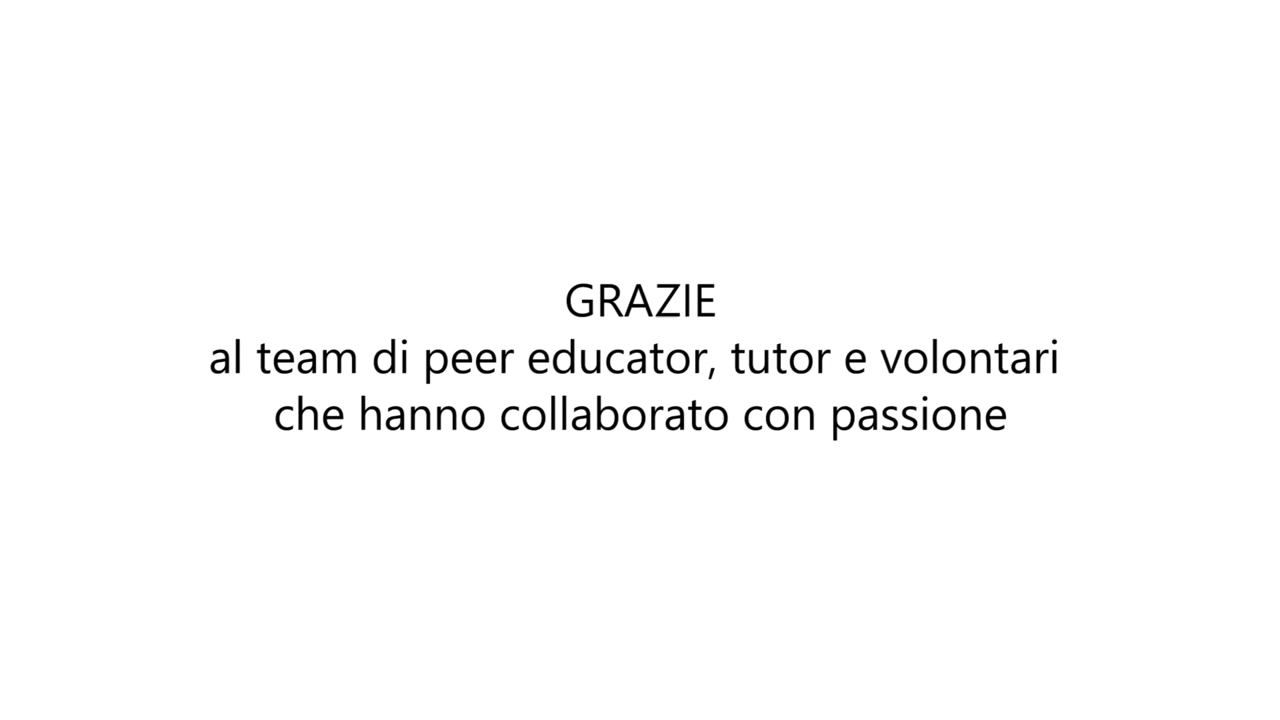 GRAZIE
al team di peer educator, tutor e volontari
che hanno collaborato con passione